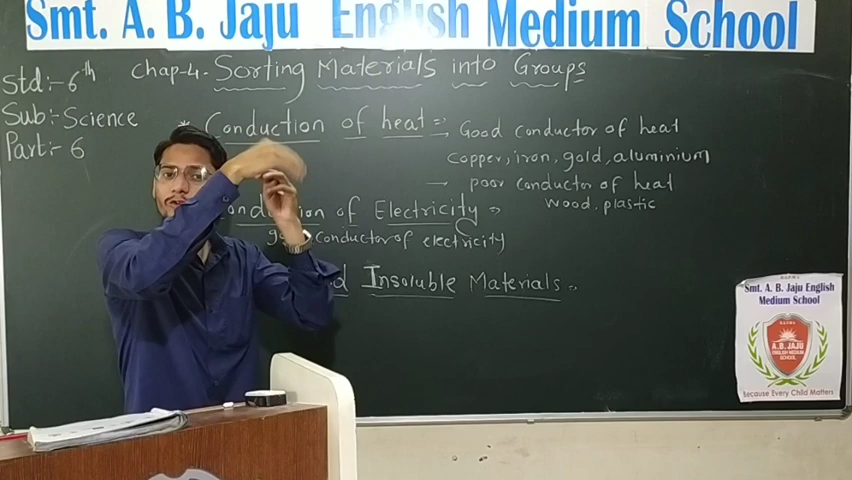 Smt. A. B. Jaju English Medium School
Std:- 6th
Sub:- Science
Part:- 6
Chap-4. Sorting Materials into Groups
* Conduction of heat:-
→ Good conductor of heat
copper, iron, gold, aluminium
→ poor conductor of heat
wood, plastic
of Electricity :-
conductor of electricity
Insoluble Materials :-
Smt. A. B. Jaju English
Medium School
A.B. JAJU
ENGLISH MEDIUM
SCHOOL
Because Every Child Matters